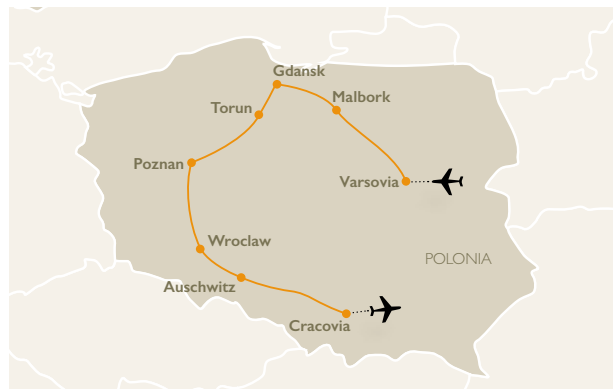 Gdansk
Malbork
Torun
Poznan
Varsovia
Wroclaw
POLONIA
Auschwitz
Cracovia